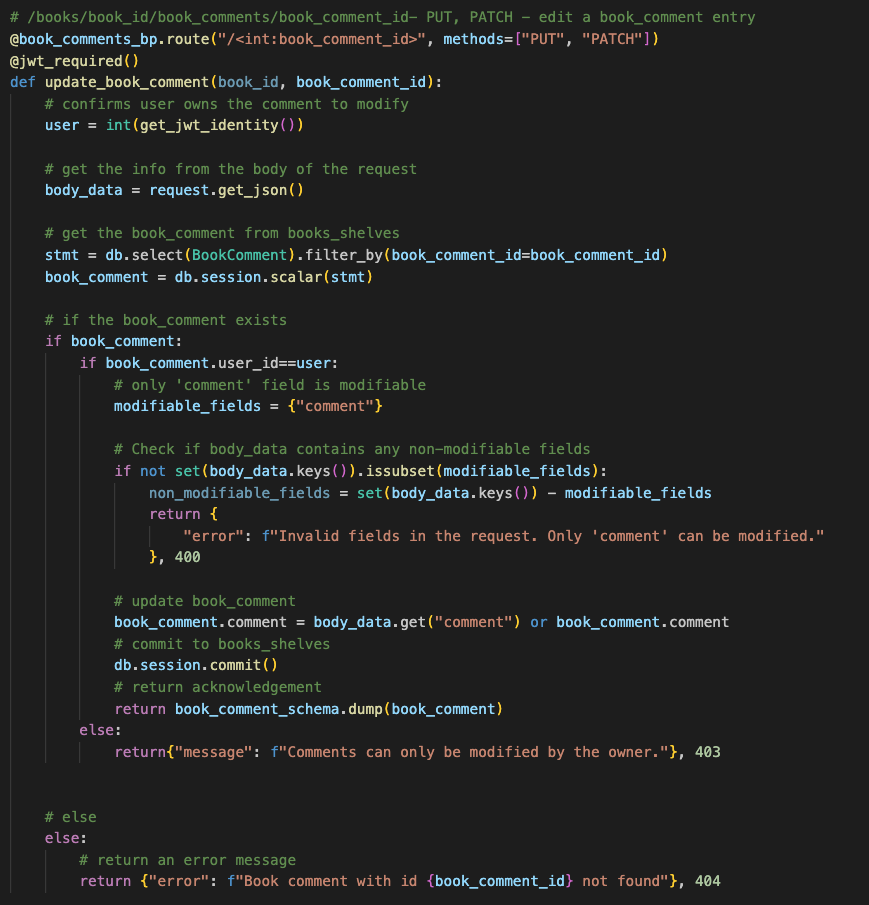 # /books/book_id/book_comments/book_comment_id- PUT, PATCH - edit a book_comment entry
@book_comments_bp.route("/<int:book_comment_id>", methods=["PUT", "PATCH"])
@jwt_required()
def update_book_comment(book_id, book_comment_id):
    # confirms user owns the comment to modify
    user = int(get_jwt_identity())

    # get the info from the body of the request
    body_data = request.get_json()

    # get the book_comment from books_shelves
    stmt = db.select(BookComment).filter_by(book_comment_id=book_comment_id)
    book_comment = db.session.scalar(stmt)

    # if the book_comment exists
    if book_comment:
        if book_comment.user_id==user:
            # only 'comment' field is modifiable
            modifiable_fields = {"comment"}

            # Check if body_data contains any non-modifiable fields
            if not set(body_data.keys()).issubset(modifiable_fields):
                non_modifiable_fields = set(body_data.keys()) - modifiable_fields
                return {
                    "error": f"Invalid fields in the request. Only 'comment' can be modified."
                }, 400

            # update book_comment
            book_comment.comment = body_data.get("comment") or book_comment.comment
            # commit to books_shelves
            db.session.commit()
            # return acknowledgement
            return book_comment_schema.dump(book_comment)
        else:
            return{"message": f"Comments can only be modified by the owner."}, 403


    # else
    else:
        # return an error message
        return {"error": f"Book comment with id {book_comment_id} not found"}, 404